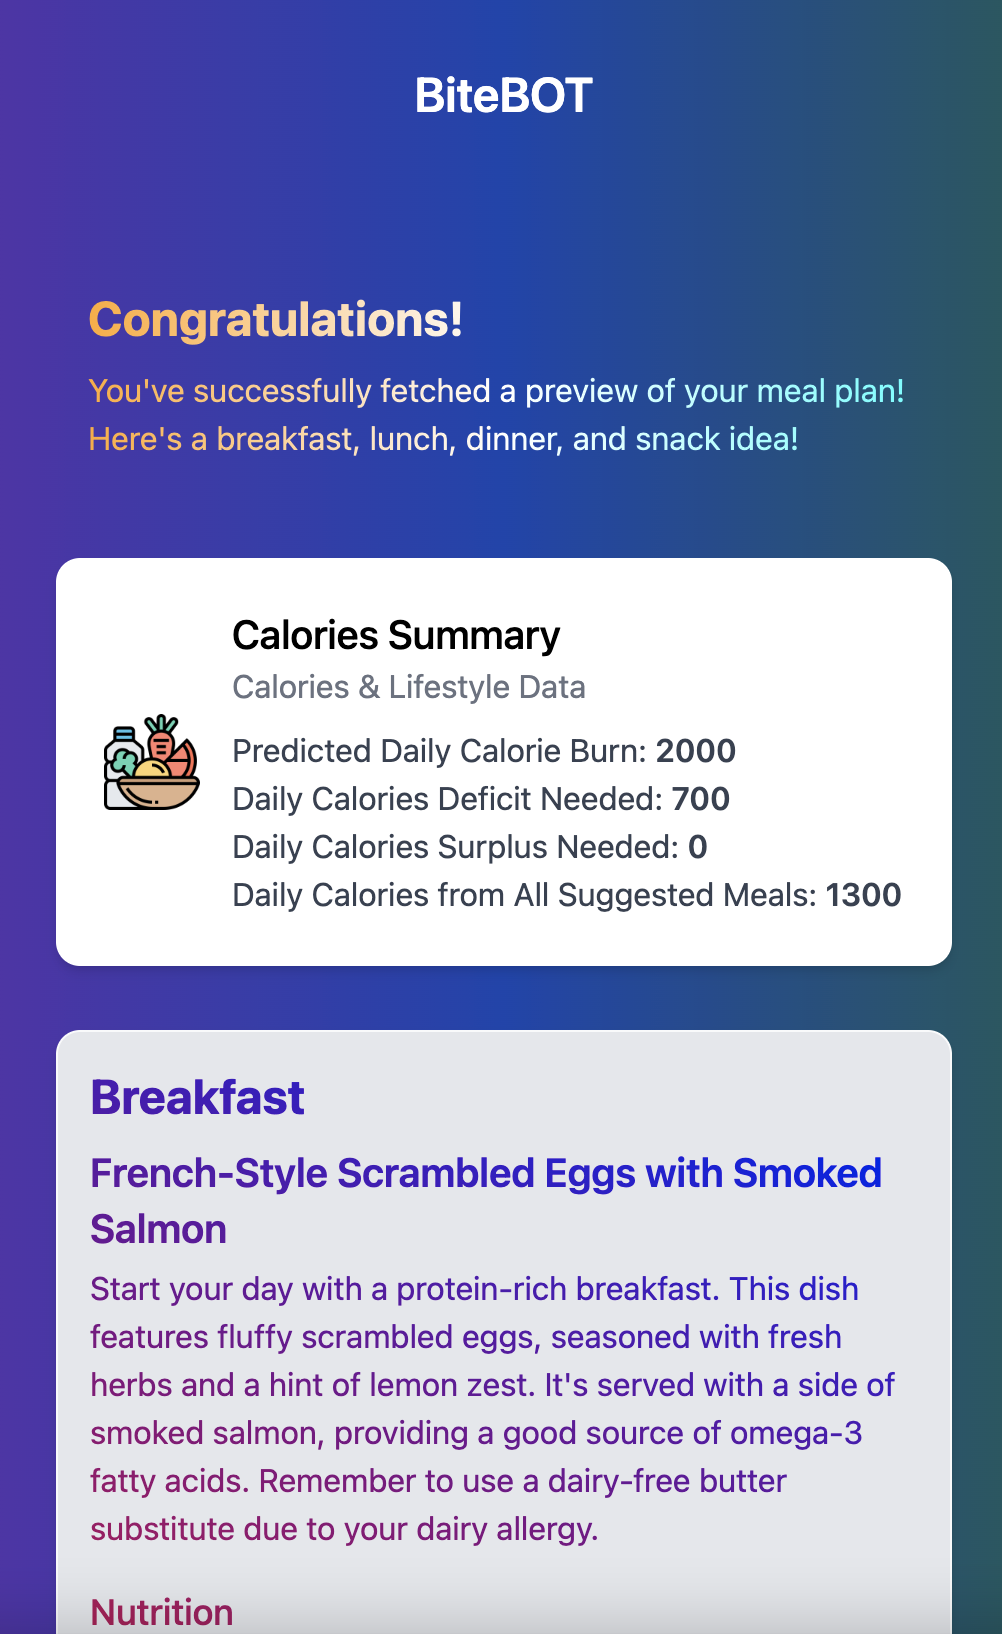 BiteBOT
Congratulations!
You've successfully fetched a preview of your meal plan!
Here's a breakfast, lunch, dinner, and snack idea!
Calories Summary
Calories & Lifestyle Data
Predicted Daily Calorie Burn: 2000
Daily Calories Deficit Needed: 700
Daily Calories Surplus Needed: 0
Daily Calories from All Suggested Meals: 1300
Breakfast
French-Style Scrambled Eggs with Smoked
Salmon
Start your day with a protein-rich breakfast. This dish
features fluffy scrambled eggs, seasoned with fresh
herbs and a hint of lemon zest. It's served with a side of
smoked salmon, providing a good source of omega-3
fatty acids. Remember to use a dairy-free butter
substitute due to your dairy allergy.
Nutrition